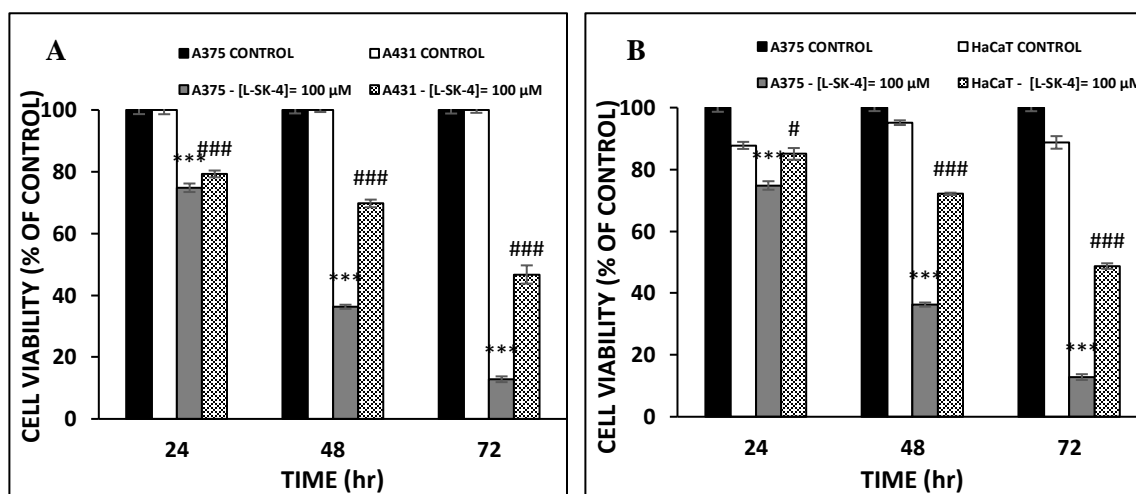 A
A375 CONTROL A431 CONTROL
A375 - [L-SK-4]= 100 µM A431 - [L-SK-4]= 100 µM
CELL VIABILITY (% OF CONTROL)
100
80
60
40
20
0
*** ###
*** ###
*** ###
24 48 72
TIME (hr)
B
A375 CONTROL HaCaT CONTROL
A375 - [L-SK-4]= 100 µM HaCaT - [L-SK-4]= 100 µM
CELL VIABILITY (% OF CONTROL)
100
80
60
40
20
0
*** #
*** ###
*** ###
24 48 72
TIME (hr)